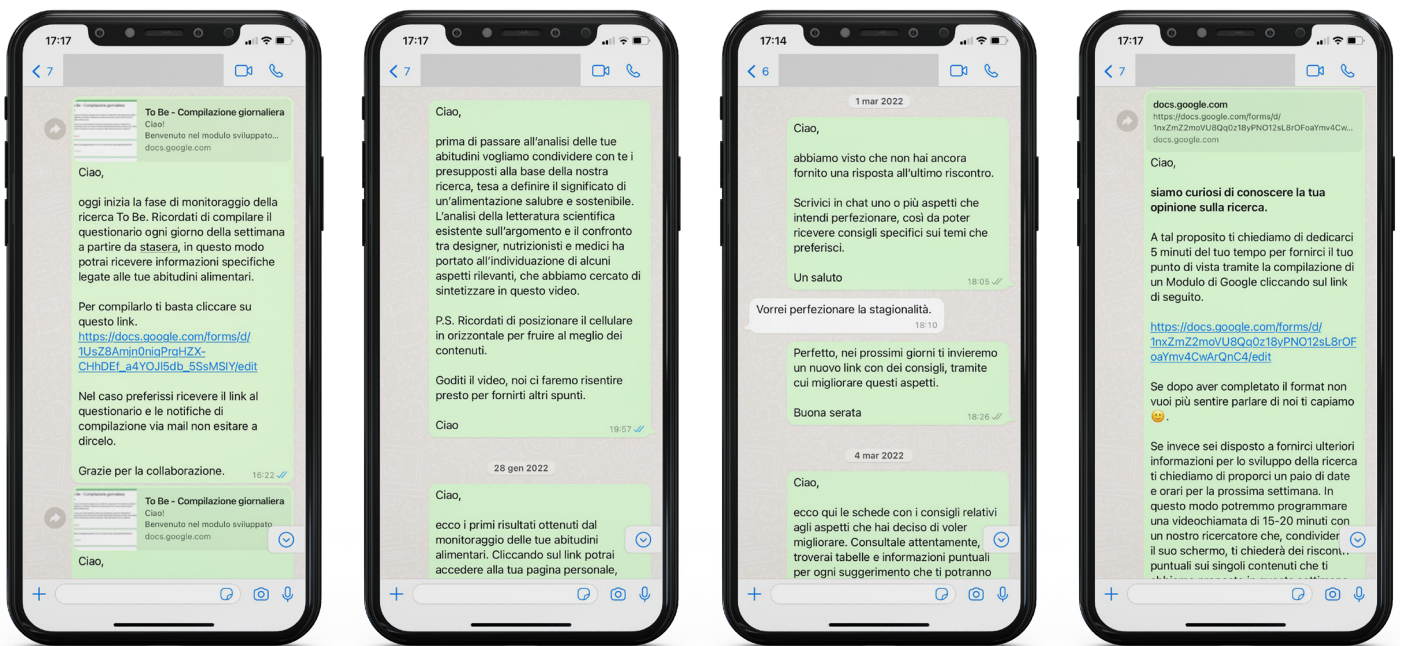 17:17
7
To Be - Compilazione giornaliera
Ciao!
Benvenuto nel modulo sviluppato...
docs.google.com
Ciao,
oggi inizia la fase di monitoraggio della
ricerca To Be. Ricordati di compilare il
questionario ogni giorno della settimana
a partire da stasera, in questo modo
potrai ricevere informazioni specifiche
legate alle tue abitudini alimentari.
Per compilarlo ti basta cliccare su
questo link.
https://docs.google.com/forms/d/
1UsZ8Amjn0niqPrqHZX-
CHhDEf_a4YOJl5db_5SsMSlY/edit
Nel caso preferissi ricevere il link al
questionario e le notifiche di
compilazione via mail non esitare a
dircelo.
Grazie per la collaborazione.
16:22
To Be - Compilazione giornaliera
Ciao!
Benvenuto nel modulo sviluppato
docs.google.com
Ciao,
17:17
7
Ciao,
prima di passare all'analisi delle tue
abitudini vogliamo condividere con te i
presupposti alla base della nostra
ricerca, tesa a definire il significato di
un'alimentazione salubre e sostenibile.
L'analisi della letteratura scientifica
esistente sull'argomento e il confronto
tra designer, nutrizionisti e medici ha
portato all'individuazione di alcuni
aspetti rilevanti, che abbiamo cercato di
sintetizzare in questo video.
P.S. Ricordati di posizionare il cellulare
in orizzontale per fruire al meglio dei
contenuti.
Goditi il video, noi ci faremo risentire
presto per fornirti altri spunti.
Ciao
19:57
28 gen 2022
Ciao,
ecco i primi risultati ottenuti dal
monitoraggio delle tue abitudini
alimentari. Cliccando sul link potrai
accedere alla tua pagina personale,
17:14
6
1 mar 2022
Ciao,
abbiamo visto che non hai ancora
fornito una risposta all'ultimo riscontro.
Scrivici in chat uno o più aspetti che
intendi perfezionare, così da poter
ricevere consigli specifici sui temi che
preferisci.
Un saluto
18:05
Vorrei perfezionare la stagionalità.
18:10
Perfetto, nei prossimi giorni ti invieremo
un nuovo link con dei consigli, tramite
cui migliorare questi aspetti.
Buona serata
18:26
4 mar 2022
Ciao,
ecco qui le schede con i consigli relativi
agli aspetti che hai deciso di voler
migliorare. Consultale attentamente,
troverai tabelle e informazioni puntuali
per ogni suggerimento che ti potranno
17:17
7
docs.google.com
https://docs.google.com/forms/d/
1nxZmZ2moVU8Qq0z18yPNO12sL8rOFoaYmv4Cw...
docs.google.com
Ciao,
siamo curiosi di conoscere la tua
opinione sulla ricerca.
A tal proposito ti chiediamo di dedicarci
5 minuti del tuo tempo per fornirci il tuo
punto di vista tramite la compilazione di
un Modulo di Google cliccando sul link
di seguito.
https://docs.google.com/forms/d/
1nxZmZ2moVU8Qq0z18yPNO12sL8rOF
oaYmv4CwArQnC4/edit
Se dopo aver completato il format non
vuoi più sentire parlare di noi ti capiamo
.
Se invece sei disposto a fornirci ulteriori
informazioni per lo sviluppo della ricerca
ti chiediamo di proporci un paio di date
e orari per la prossima settimana. In
questo modo potremmo programmare
una videochiamata di 15-20 minuti con
un nostro ricercatore che,
il suo schermo, ti chiederà dei
puntuali sui singoli contenuti che ti